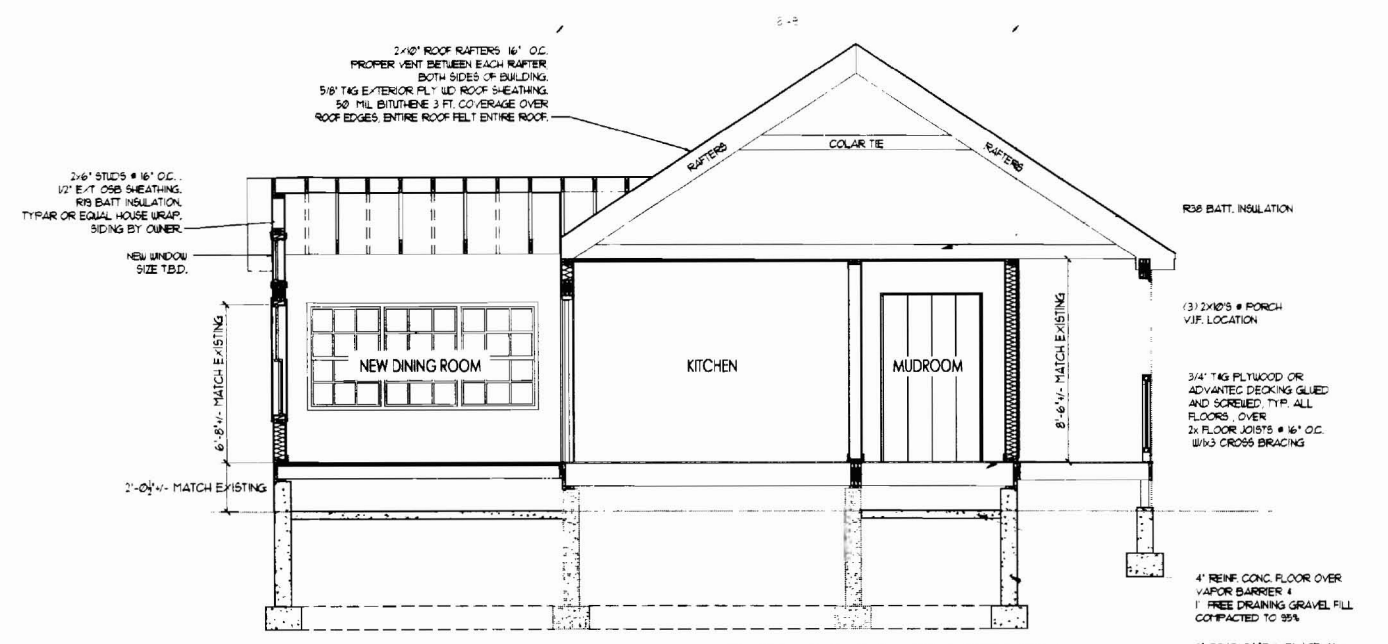 8'-8
2x10" ROOF RAFTERS 16" O.C.
PROPER VENT BETWEEN EACH RAFTER
BOTH SIDES OF BUILDING.
5/8" T&G EXTERIOR PLY WD ROOF SHEATHING.
50 MIL BITUTHENE 3 FT. COVERAGE OVER
ROOF EDGES, ENTIRE ROOF FELT ENTIRE ROOF.
RAFTERS
COLAR TIE
RAFTERS
2x6" STUDS @ 16" O.C. .
1/2" EXT OSB SHEATHING.
R19 BATT INSULATION.
TYPAR OR EQUAL HOUSE WRAP.
SIDING BY OWNER.
NEW WINDOW
SIZE T.B.D.
R38 BATT. INSULATION
6'-8"+/- MATCH EXISTING
NEW DINING ROOM
KITCHEN
MUDROOM
8'-6"+/- MATCH EXISTING
(3) 2X10'S @ PORCH
V.I.F. LOCATION
3/4" T&G PLYWOOD OR
ADVANTEC DECKING GLUED
AND SCREWED, TYP. ALL
FLOORS , OVER
2x FLOOR JOISTS @ 16" O.C.
W/1x3 CROSS BRACING
2'-0½"+/- MATCH EXISTING
4" REINF. CONC. FLOOR OVER
VAPOR BARRIER &
1' FREE DRAINING GRAVEL FILL
COMPACTED TO 95%